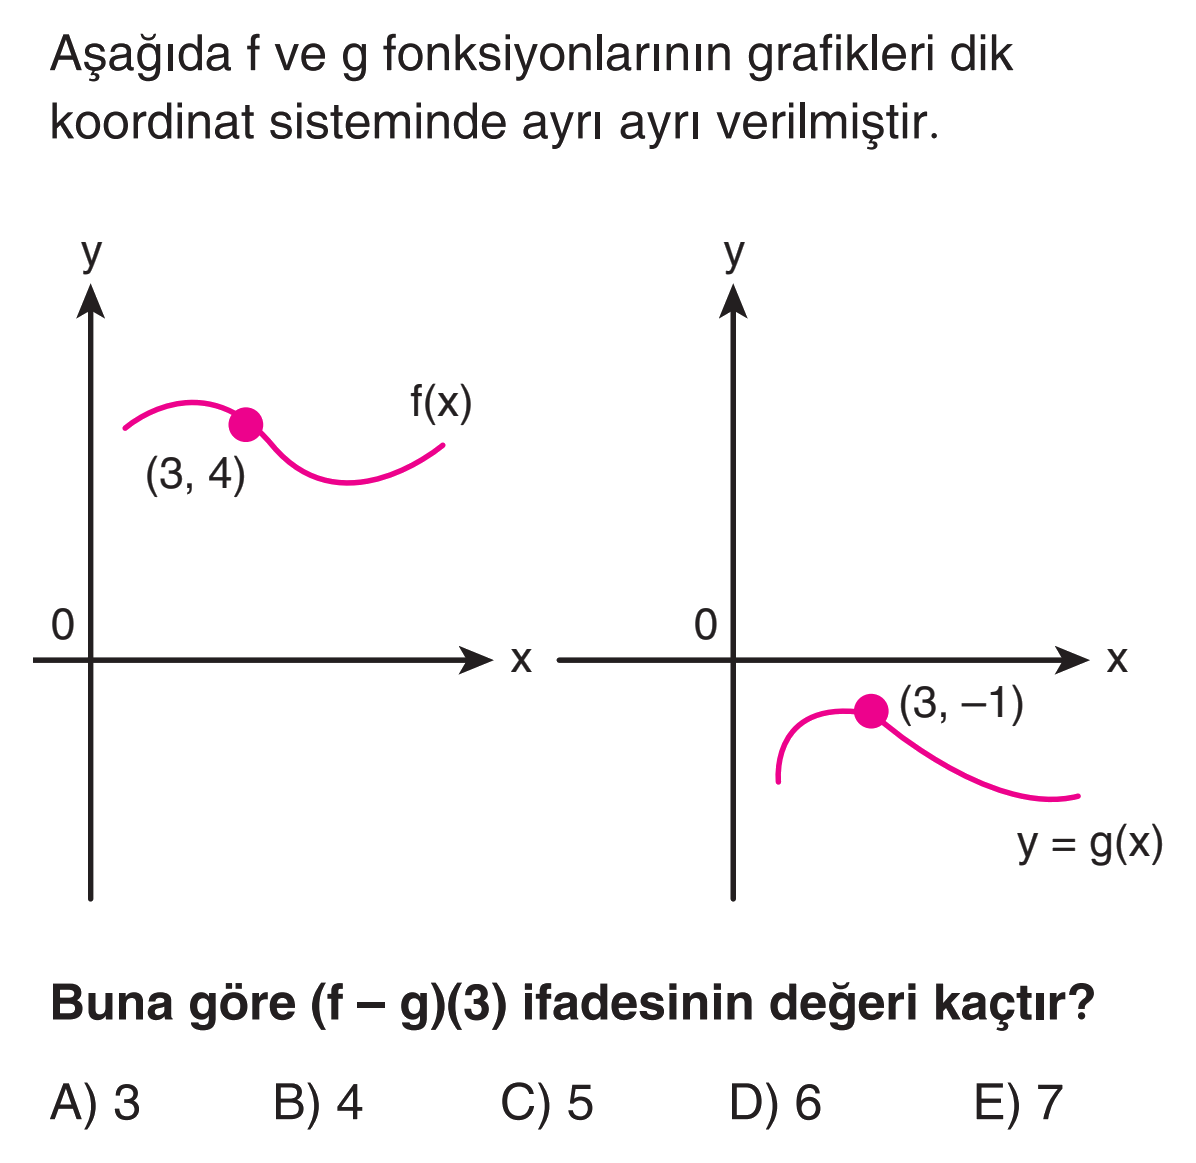 Aşağıda f ve g fonksiyonlarının grafikleri dik
koordinat sisteminde ayrı ayrı verilmiştir.
y
f(x)
(3, 4)
0
x
y
0
x
(3, –1)
y = g(x)
Buna göre (f – g)(3) ifadesinin değeri kaçtır?
A) 3 B) 4 C) 5 D) 6 E) 7